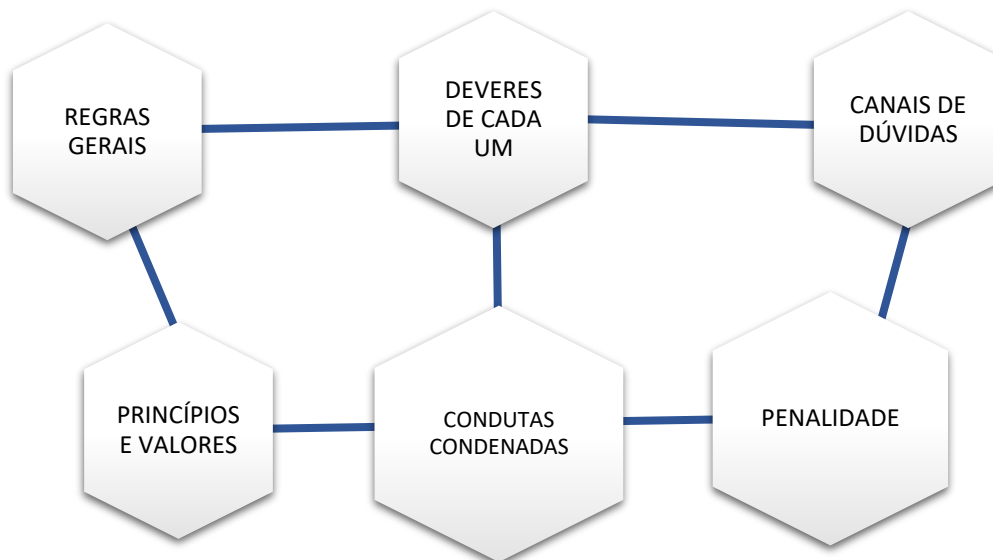 REGRAS
GERAIS
DEVERES
DE CADA
UM
CANAIS DE
DÚVIDAS
PRINCÍPIOS
E VALORES
CONDUTAS
CONDENADAS
PENALIDADE